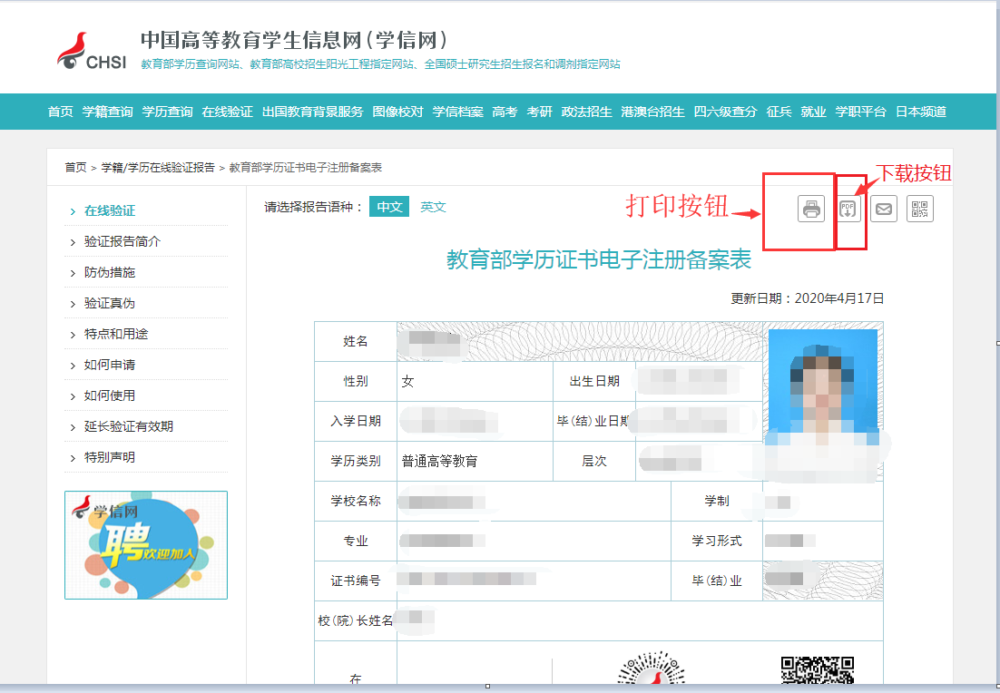 中国高等教育学生信息网(学信网)
CHSI
教育部学历查询网站、教育部高校招生阳光工程指定网站、全国硕士研究生招生报名和调剂指定网站
首页 学籍查询 学历查询 在线验证 出国教育背景服务 图像校对 学信档案 高考 考研 政法招生 港澳台招生 四六级查分 征兵 就业 学职平台 日本频道
首页 > 学籍/学历在线验证报告 > 教育部学历证书电子注册备案表
下载按钮
打印按钮
请选择报告语种： 中文 英文
PDF
在线验证
验证报告简介
防伪措施
验证真伪
特点和用途
如何申请
如何使用
延长验证有效期
特别声明
学信网
聘 欢迎加入
教育部学历证书电子注册备案表
更新日期：2020年4月17日
姓名
性别 女 出生日期
入学日期 毕(结)业日期
学历类别 普通高等教育 层次
学校名称 学制
专业 学习形式
证书编号 毕(结)业
校(院)长姓名
在